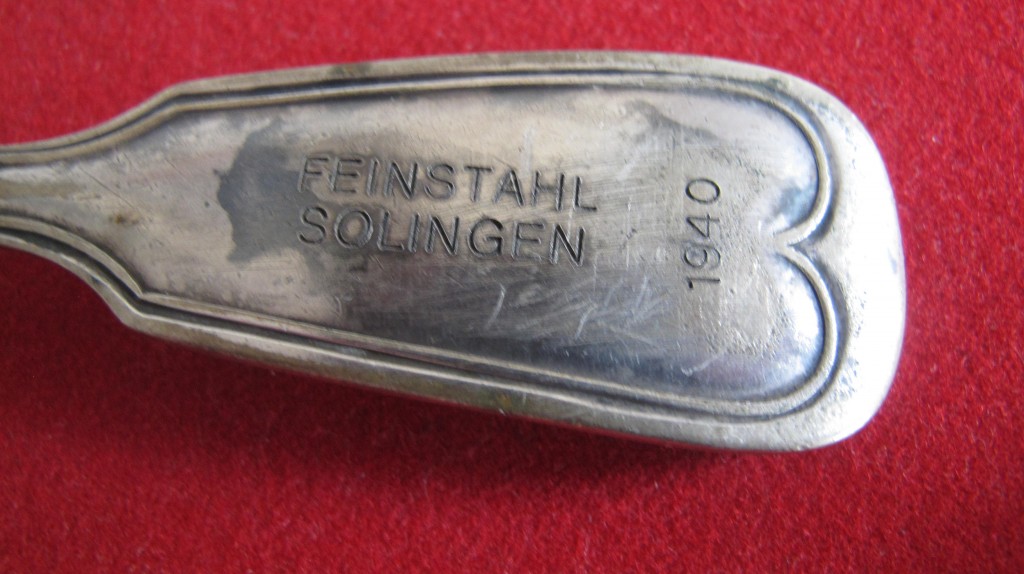 FEINSTAHL
SOLINGEN
1940